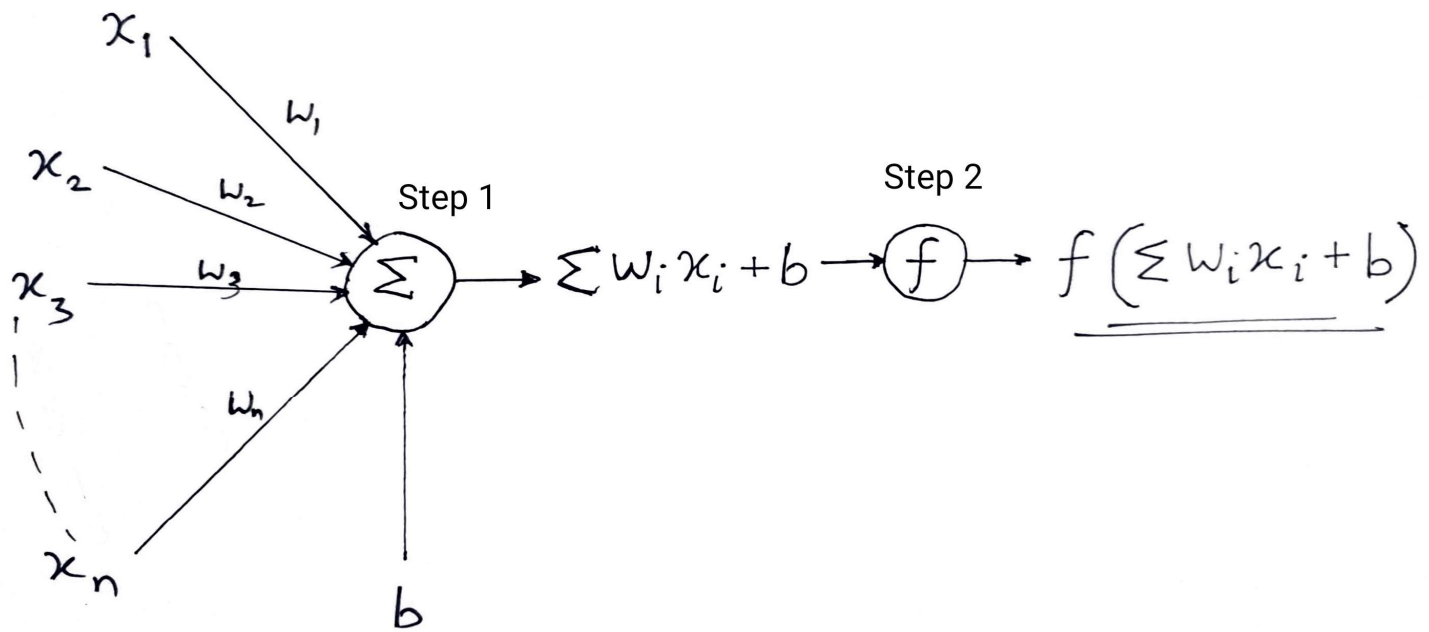 x₁
w₁
x₂
w₂
Step 1
Step 2
x₃
w₃
Σ
Σ wᵢ xᵢ + b
f
f (Σ wᵢ xᵢ + b)
wₙ
xₙ
b